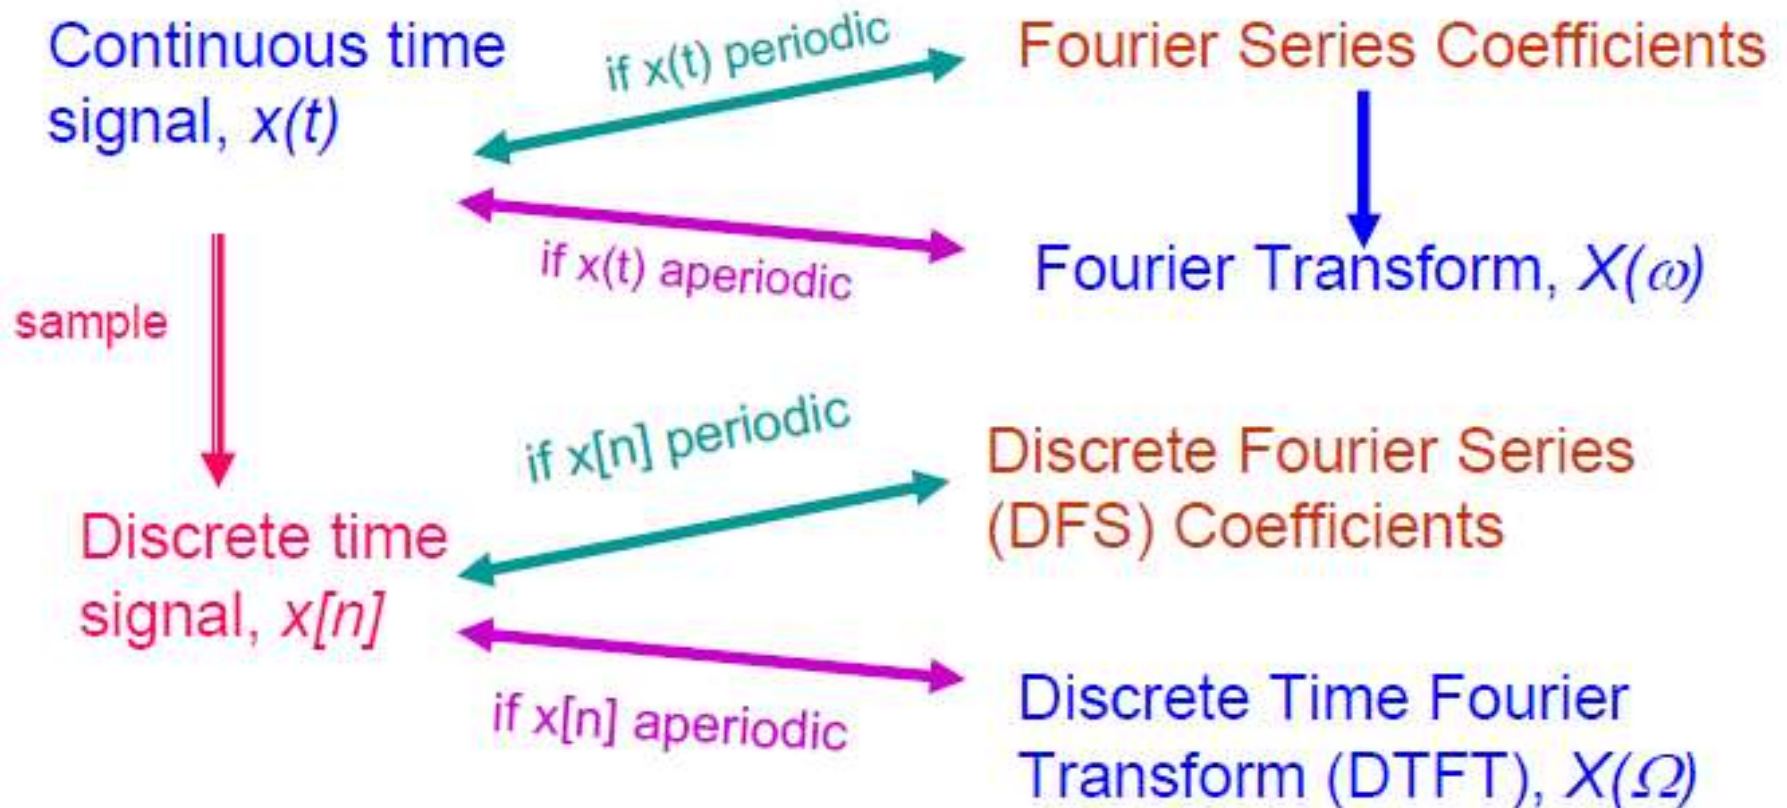 Continuous time
signal, x(t)
if x(t) periodic
Fourier Series Coefficients
if x(t) aperiodic
Fourier Transform, X(ω)
sample
if x[n] periodic
Discrete Fourier Series
(DFS) Coefficients
Discrete time
signal, x[n]
if x[n] aperiodic
Discrete Time Fourier
Transform (DTFT), X(Ω)